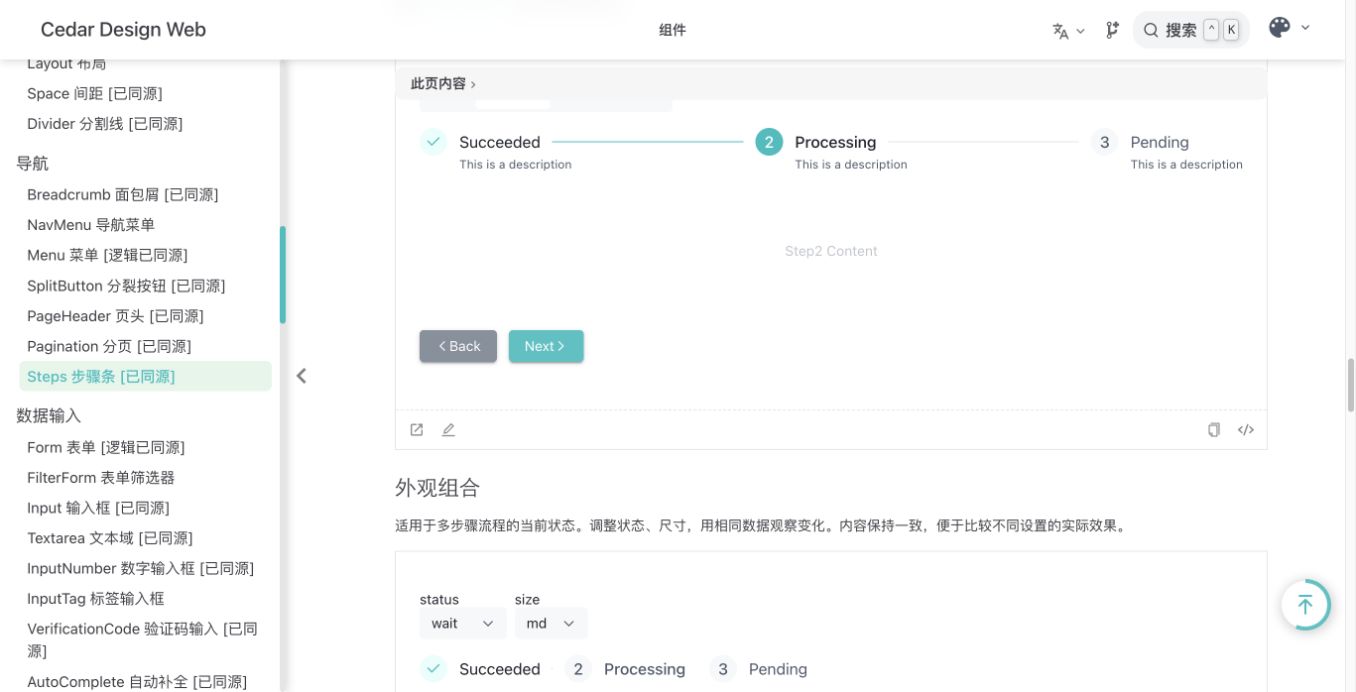 Cedar Design Web
组件
搜索 ^ K
Layout 布局
Space 间距 [已同源]
Divider 分割线 [已同源]
导航
Breadcrumb 面包屑 [已同源]
NavMenu 导航菜单
Menu 菜单 [逻辑已同源]
SplitButton 分裂按钮 [已同源]
PageHeader 页头 [已同源]
Pagination 分页 [已同源]
Steps 步骤条 [已同源]
数据输入
Form 表单 [逻辑已同源]
FilterForm 表单筛选器
Input 输入框 [已同源]
Textarea 文本域 [已同源]
InputNumber 数字输入框 [已同源]
InputTag 标签输入框
VerificationCode 验证码输入 [已同
源]
AutoComplete 自动补全 [已同源]
此页内容
Succeeded
This is a description
2 Processing
This is a description
3 Pending
This is a description
Step2 Content
Back
Next
外观组合
适用于多步骤流程的当前状态。调整状态、尺寸，用相同数据观察变化。内容保持一致，便于比较不同设置的实际效果。
status size
wait md
Succeeded 2 Processing 3 Pending